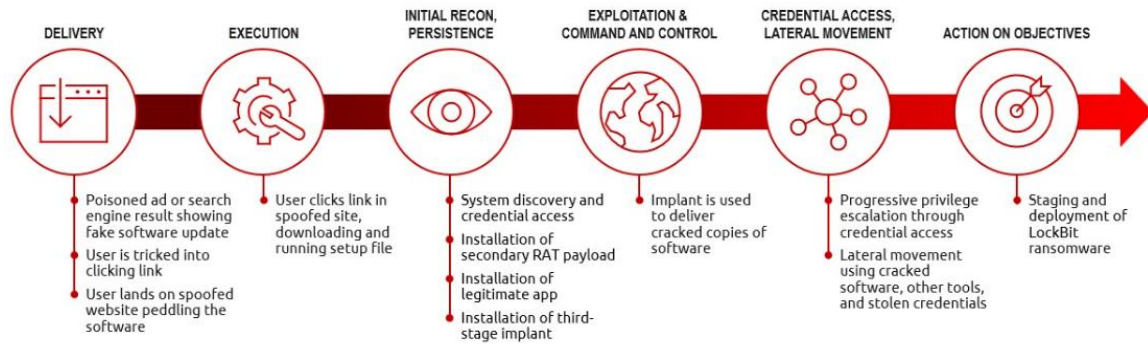 DELIVERY
Poisoned ad or search
engine result showing
fake software update
User is tricked into
clicking link
User lands on spoofed
website peddling the
software
EXECUTION
User clicks link in
spoofed site,
downloading and
running setup file
INITIAL RECON,
PERSISTENCE
System discovery and
credential access
Installation of
secondary RAT payload
Installation of
legitimate app
Installation of third-
stage implant
EXPLOITATION &
COMMAND AND CONTROL
Implant is used
to deliver
cracked copies of
software
CREDENTIAL ACCESS,
LATERAL MOVEMENT
Progressive privilege
escalation through
credential access
Lateral movement
using cracked
software, other tools,
and stolen credentials
ACTION ON OBJECTIVES
Staging and
deployment of
LockBit
ransomware